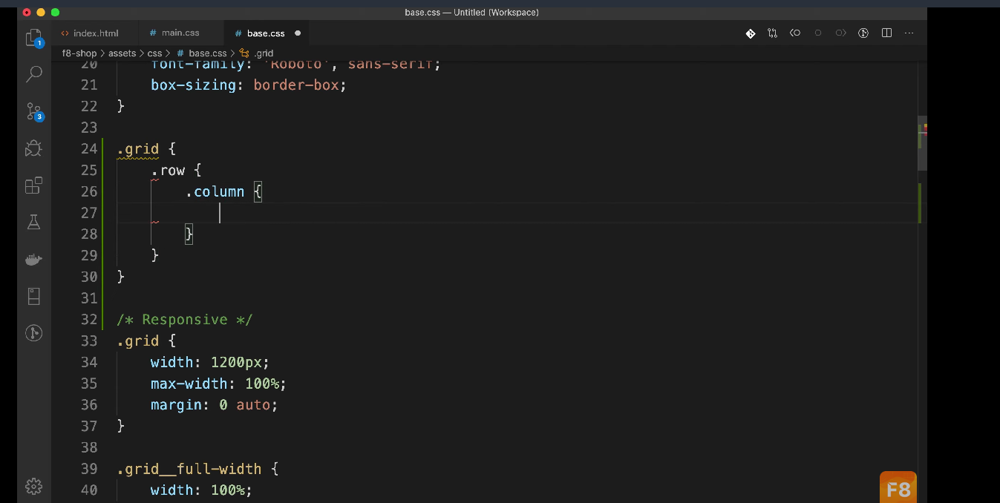 base.css — Untitled (Workspace)
<> index.html # main.css # base.css ●
f8-shop > assets > css > # base.css > .grid
20 font-family: 'Roboto', sans-serif;
21 box-sizing: border-box;
22 }
23
24 .grid {
25 .row {
26 .column {
27
28 }
29 }
30 }
31
32 /* Responsive */
33 .grid {
34 width: 1200px;
35 max-width: 100%;
36 margin: 0 auto;
37 }
38
39 .grid__full-width {
40 width: 100%;
1
3
F8